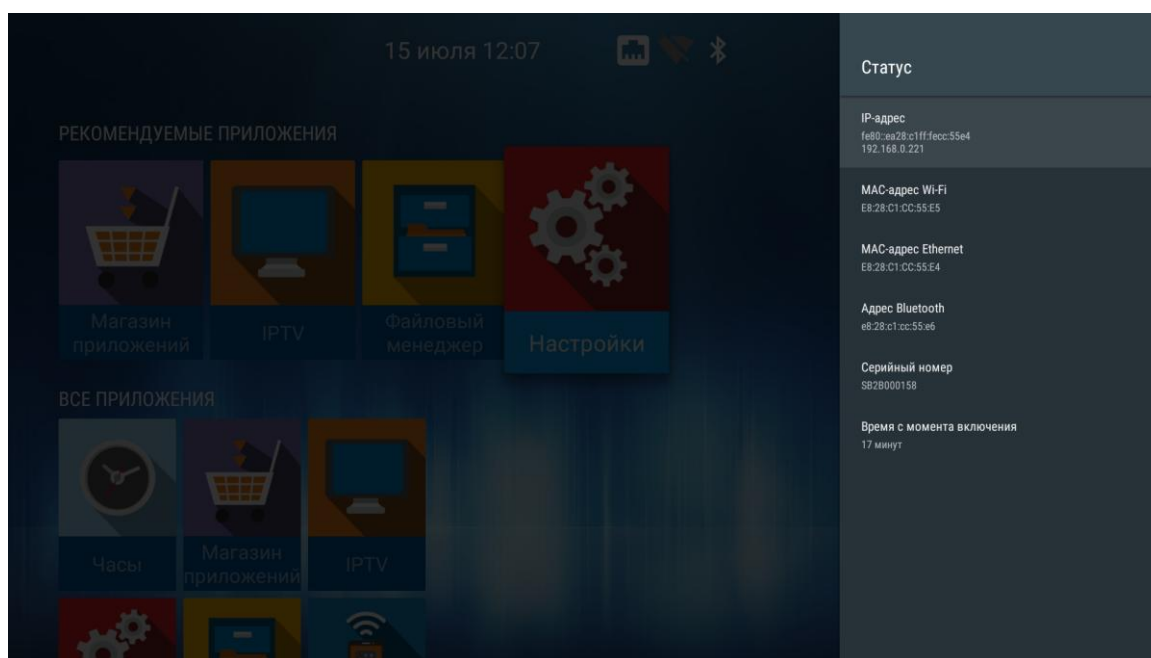 15 июля 12:07
РЕКОМЕНДУЕМЫЕ ПРИЛОЖЕНИЯ
Магазин
приложений
IPTV
Файловый
менеджер
Настройки
ВСЕ ПРИЛОЖЕНИЯ
Часы
Магазин
приложений
IPTV
Статус
IP-адрес
fe80::ea28:c1ff:fecc:55e4
192.168.0.221
MAC-адрес Wi-Fi
E8:28:C1:CC:55:E5
MAC-адрес Ethernet
E8:28:C1:CC:55:E4
Адрес Bluetooth
e8:28:c1:cc:55:e6
Серийный номер
SB2B000158
Время с момента включения
17 минут